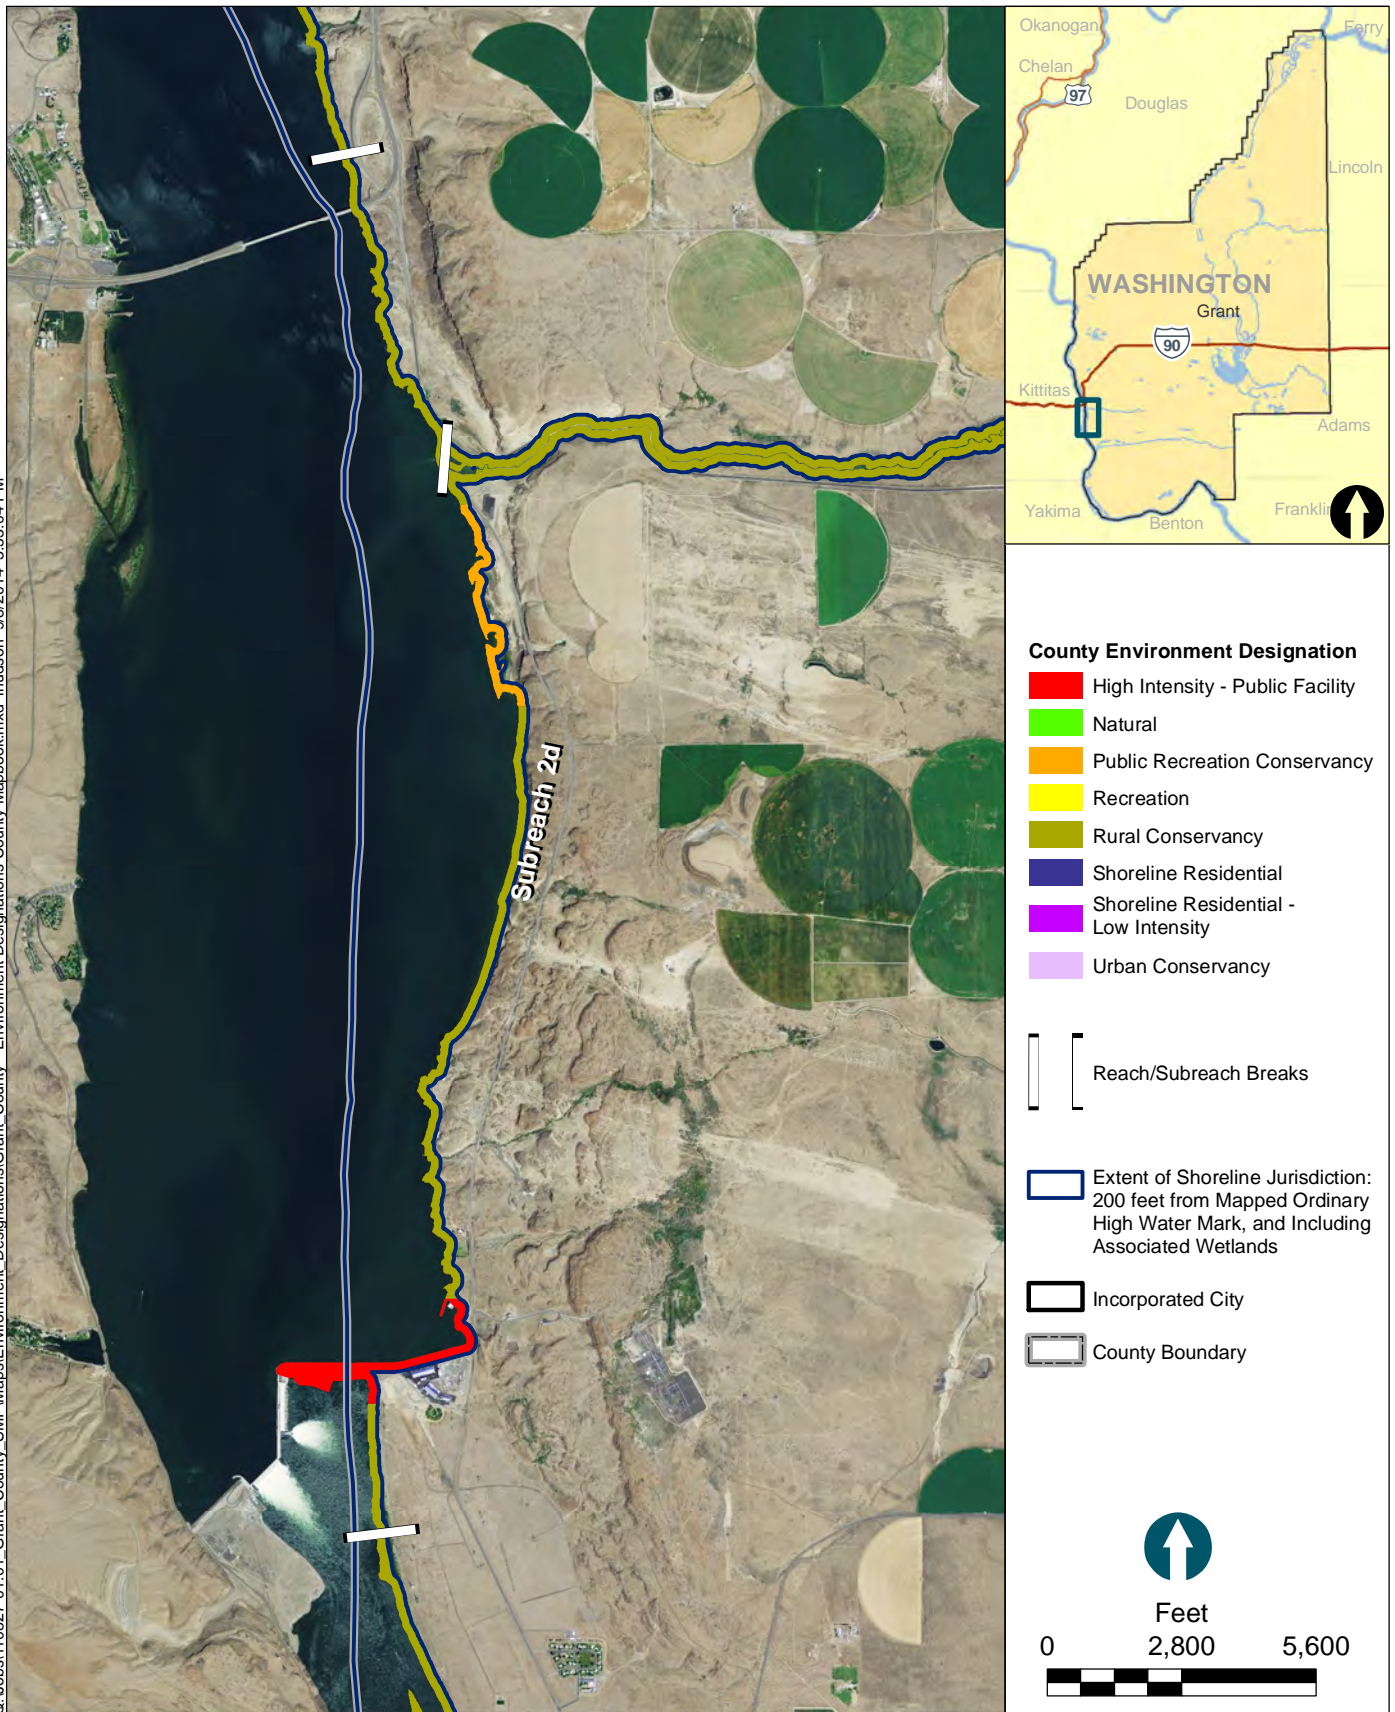 Okanogan
Ferry
Chelan
97
Douglas
Lincoln
WASHINGTON
Grant
90
Kittitas
Adams
Yakima
Benton
Subreach 2d
County Environment Designation
High Intensity - Public Facility
Natural
Public Recreation Conservancy
Recreation
Rural Conservancy
Shoreline Residential
Shoreline Residential -
Low Intensity
Urban Conservancy
Reach/Subreach Breaks
Extent of Shoreline Jurisdiction:
200 feet from Mapped Ordinary
High Water Mark, and Including
Associated Wetlands
Incorporated City
County Boundary
Feet
0 2,800 5,600